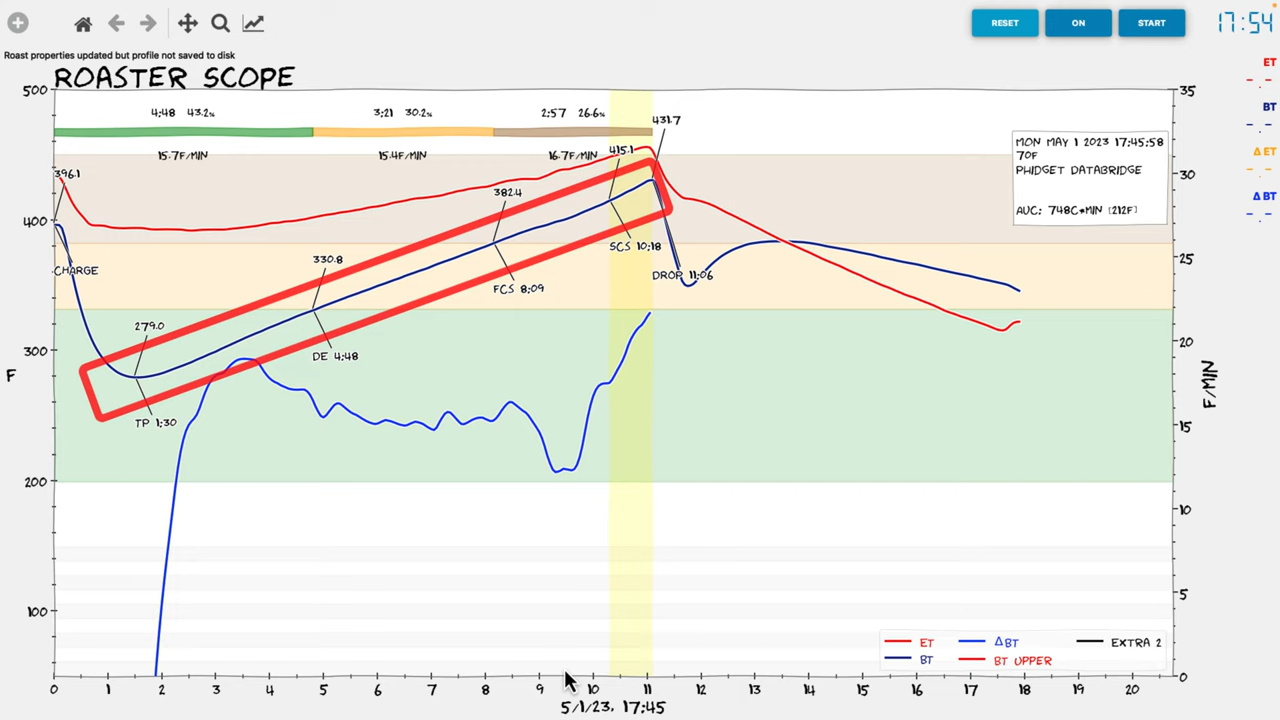 RESET
ON
START
17:54
Roast properties updated but profile not saved to disk
ROASTER SCOPE
500
400
300
200
100
F
4:48 43.2%
3:21 30.2%
2:57 26.6%
15.7F/MIN
15.4F/MIN
16.7F/MIN
396.1
CHARGE
279.0
TP 1:30
330.8
DE 4:48
382.4
FCS 8:09
415.1
SCS 10:18
431.7
DROP 11:06
MON MAY 1 2023 17:45:58
70F
PHIDGET DATABRIDGE
AUC: 748C*MIN [212F]
35
30
25
20
15
10
5
0
F/MIN
ET
-.-
BT
-.-
Δ ET
-.-
Δ BT
-.-
ET
BT
ΔBT
BT UPPER
EXTRA 2
0 1 2 3 4 5 6 7 8 9 10 11 12 13 14 15 16 17 18 19 20
5/1/23, 17:45